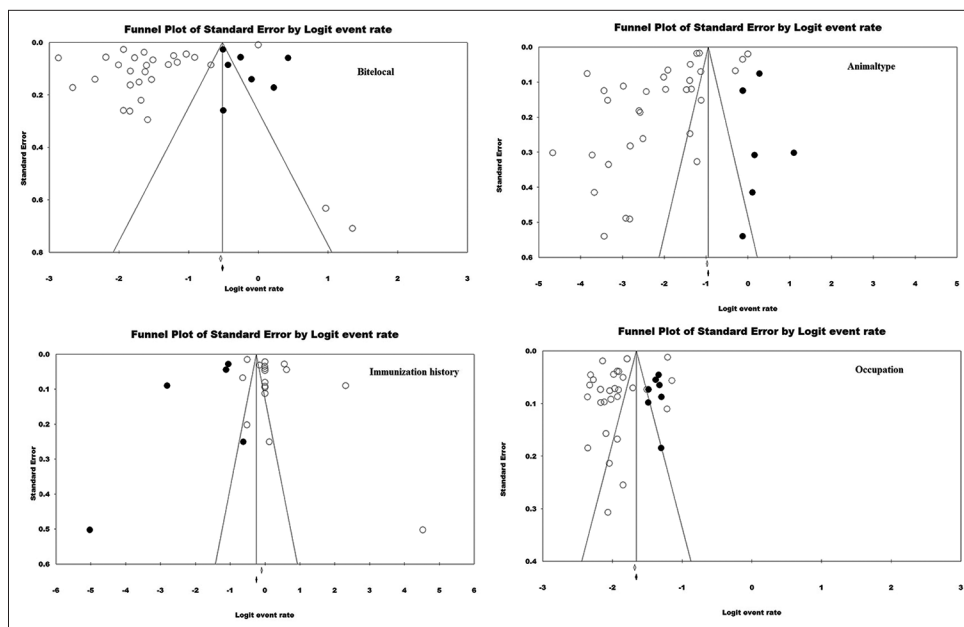 Funnel Plot of Standard Error by Logit event rate
Bitelocal
Standard Error
0.0
0.2
0.4
0.6
0.8
-3 -2 -1 0 1 2 3
Logit event rate
Funnel Plot of Standard Error by Logit event rate
Animaltype
Standard Error
0.0
0.1
0.2
0.3
0.4
0.5
0.6
-5 -4 -3 -2 -1 0 1 2 3 4 5
Logit event rate
Funnel Plot of Standard Error by Logit event rate
Immunization history
Standard Error
0.0
0.1
0.2
0.3
0.4
0.5
0.6
-6 -5 -4 -3 -2 -1 0 1 2 3 4 5 6
Logit event rate
Funnel Plot of Standard Error by Logit event rate
Occupation
Standard Error
0.0
0.1
0.2
0.3
0.4
-3 -2 -1 0 1 2 3
Logit event rate